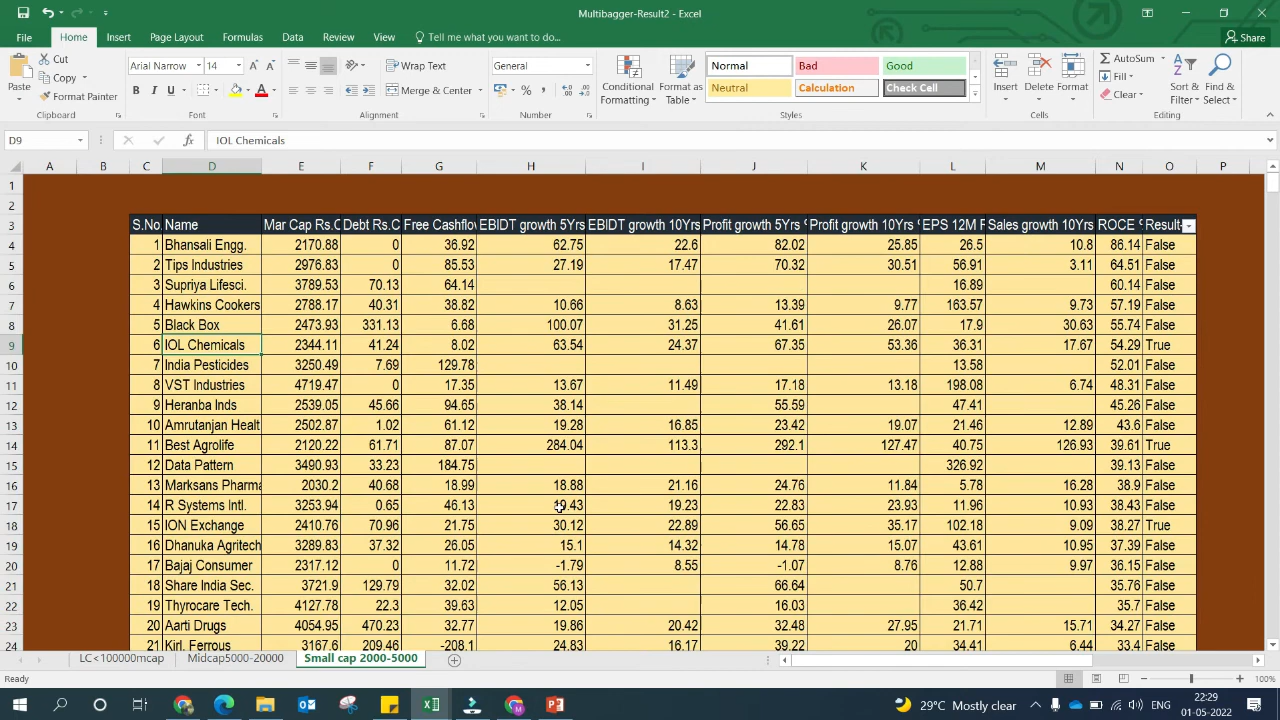 Multibagger-Result2 - Excel
File Home Insert Page Layout Formulas Data Review View Tell me what you want to do... Share
Paste Cut Copy Format Painter Clipboard
Arial Narrow 14 Font
Wrap Text Merge & Center Alignment
General Number
Conditional Formatting Format as Table
Normal Bad Good
Neutral Calculation Check Cell
Styles
Insert Delete Format Cells
AutoSum Fill Clear Sort & Filter Find & Select Editing
D9 fx IOL Chemicals
A B C D E F G H I J K L M N O P
1
2
3 S.No. Name Mar Cap Rs.C Debt Rs.C Free Cashflow EBIDT growth 5Yrs EBIDT growth 10Yrs Profit growth 5Yrs % Profit growth 10Yrs % EPS 12M R Sales growth 10Yrs ROCE % Result-
4 1 Bhansali Engg. 2170.88 0 36.92 62.75 22.6 82.02 25.85 26.5 10.8 86.14 False
5 2 Tips Industries 2976.83 0 85.53 27.19 17.47 70.32 30.51 56.91 3.11 64.51 False
6 3 Supriya Lifesci. 3789.53 70.13 64.14 16.89 60.14 False
7 4 Hawkins Cookers 2788.17 40.31 38.82 10.66 8.63 13.39 9.77 163.57 9.73 57.19 False
8 5 Black Box 2473.93 331.13 6.68 100.07 31.25 41.61 26.07 17.9 30.63 55.74 False
9 6 IOL Chemicals 2344.11 41.24 8.02 63.54 24.37 67.35 53.36 36.31 17.67 54.29 True
10 7 India Pesticides 3250.49 7.69 129.78 13.58 52.01 False
11 8 VST Industries 4719.47 0 17.35 13.67 11.49 17.18 13.18 198.08 6.74 48.31 False
12 9 Heranba Inds 2539.05 45.66 94.65 38.14 55.59 47.41 45.26 False
13 10 Amrutanjan Healt 2502.87 1.02 61.12 19.28 16.85 23.42 19.07 21.46 12.89 43.6 False
14 11 Best Agrolife 2120.22 61.71 87.07 284.04 113.3 292.1 127.47 40.75 126.93 39.61 True
15 12 Data Pattern 3490.93 33.23 184.75 326.92 39.13 False
16 13 Marksans Pharma 2030.2 40.68 18.99 18.88 21.16 24.76 11.84 5.78 16.28 38.9 False
17 14 R Systems Intl. 3253.94 0.65 46.13 19.23 22.83 23.93 11.96 10.93 38.43 False
18 15 ION Exchange 2410.76 70.96 21.75 30.12 22.89 56.65 35.17 102.18 9.09 38.27 True
19 16 Dhanuka Agritech 3289.83 37.32 26.05 15.1 14.32 14.78 15.07 43.61 10.95 37.39 False
20 17 Bajaj Consumer 2317.12 0 11.72 -1.79 8.55 -1.07 8.76 12.88 9.97 36.15 False
21 18 Share India Sec. 3721.9 129.79 32.02 56.13 66.64 50.7 35.76 False
22 19 Thyrocare Tech. 4127.78 22.3 39.63 12.05 16.03 36.42 35.7 False
23 20 Aarti Drugs 4054.95 470.23 32.77 19.86 20.42 32.48 27.95 21.71 15.71 34.27 False
24 21 Kirl. Ferrous 3167.6 209.46 -208.1 24.83 16.17 39.22 20 34.41 6.44 33.4 False
LC<100000mcap Midcap5000-20000 Small cap 2000-5000
Ready 100%
29°C Mostly clear ENG 22:29
01-05-2022